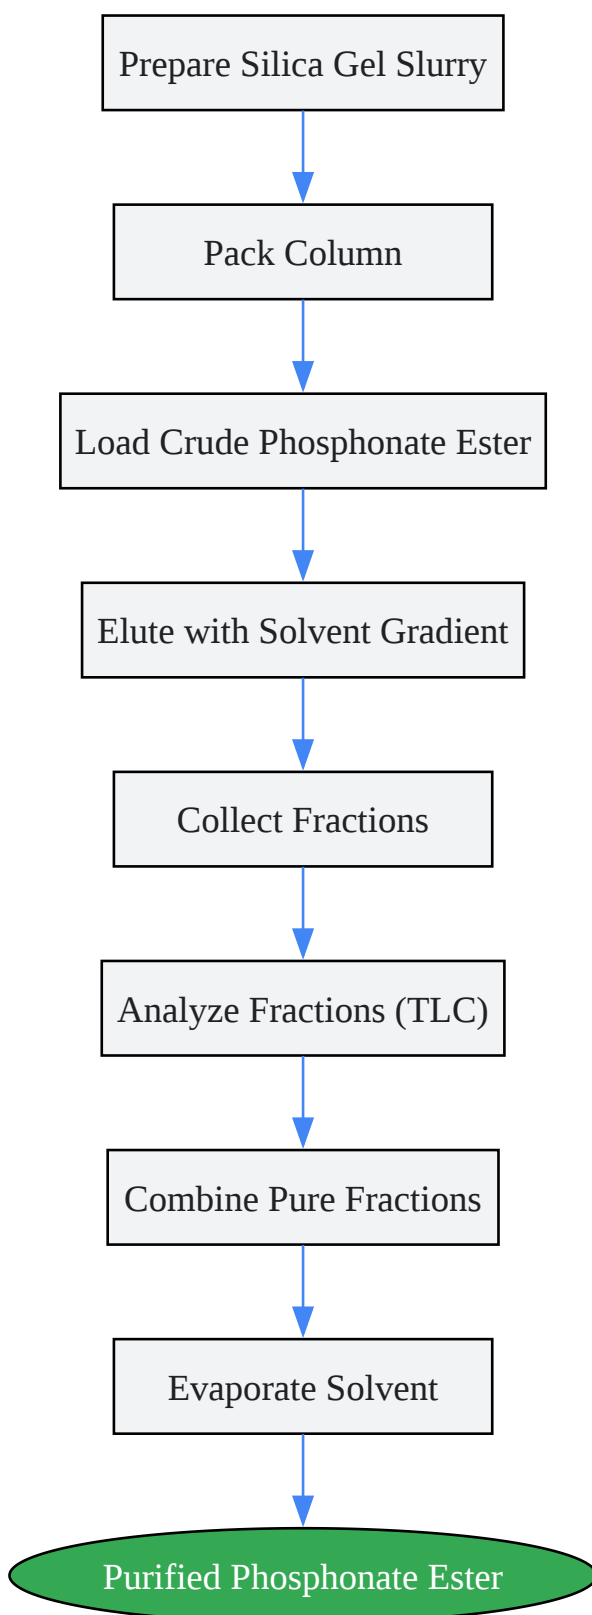 Prepare Silica Gel Slurry
Pack Column
Load Crude Phosphonate Ester
Elute with Solvent Gradient
Collect Fractions
Analyze Fractions (TLC)
Combine Pure Fractions
Evaporate Solvent
Purified Phosphonate Ester